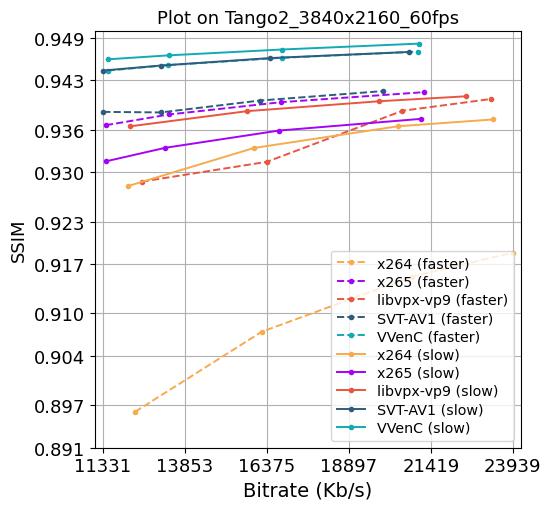 Plot on Tango2_3840x2160_60fps
0.949
0.943
0.936
0.930
0.923
0.917
0.910
0.904
0.897
0.891
SSIM
x264 (faster)
x265 (faster)
libvpx-vp9 (faster)
SVT-AV1 (faster)
VVenC (faster)
x264 (slow)
x265 (slow)
libvpx-vp9 (slow)
SVT-AV1 (slow)
VVenC (slow)
11331 13853 16375 18897 21419 23939
Bitrate (Kb/s)